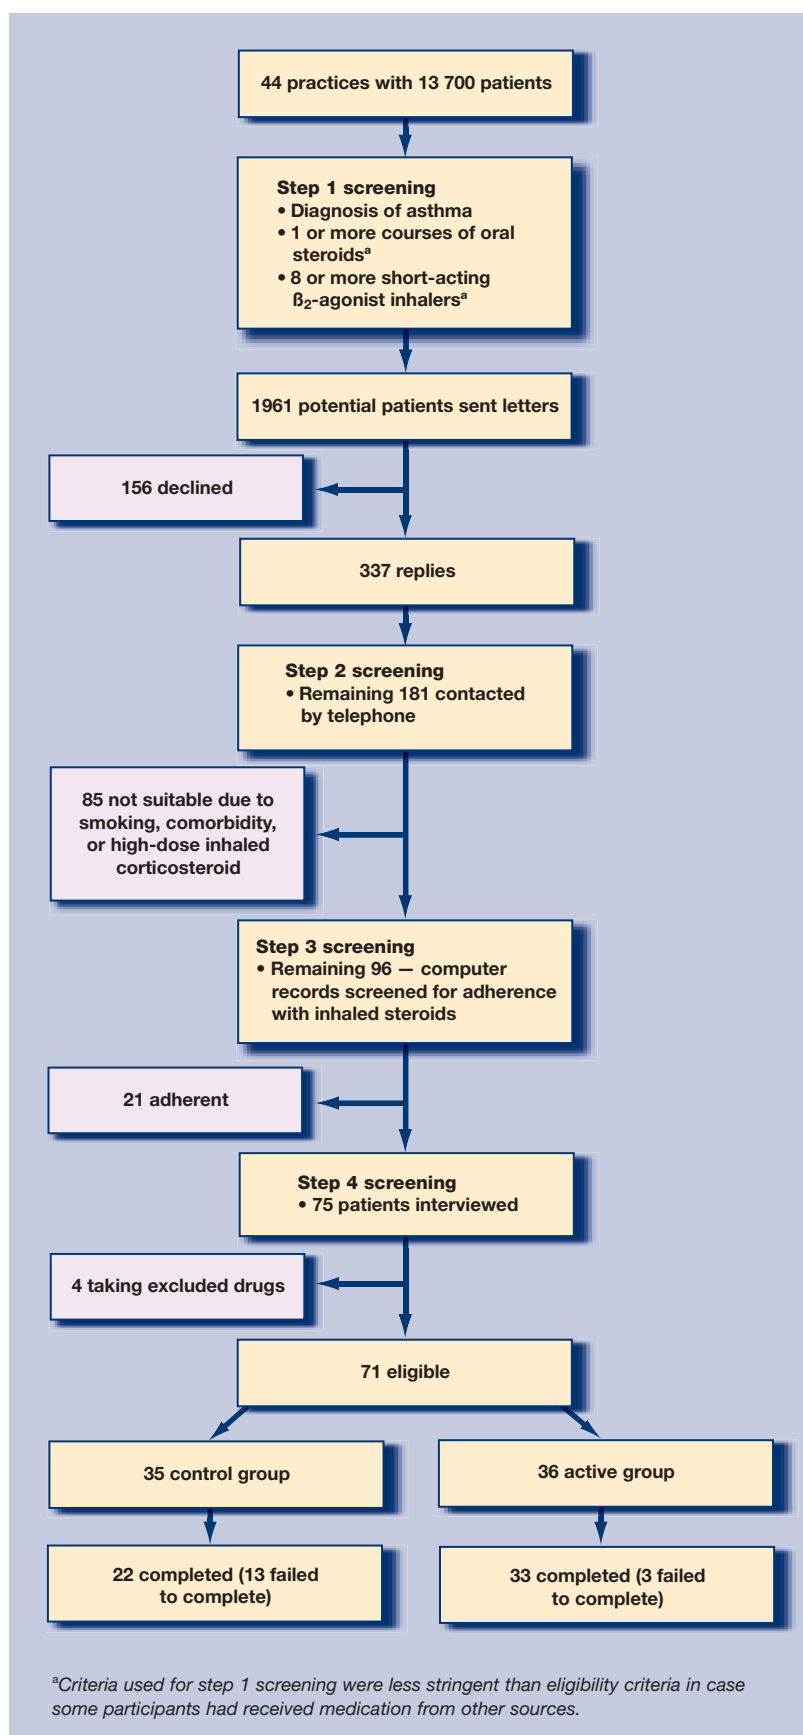 44 practices with 13 700 patients
Step 1 screening
• Diagnosis of asthma
• 1 or more courses of oral
steroidsᵃ
• 8 or more short-acting
ß₂-agonist inhalersᵃ
1961 potential patients sent letters
156 declined
337 replies
Step 2 screening
• Remaining 181 contacted
by telephone
85 not suitable due to
smoking, comorbidity,
or high-dose inhaled
corticosteroid
Step 3 screening
• Remaining 96 — computer
records screened for adherence
with inhaled steroids
21 adherent
Step 4 screening
• 75 patients interviewed
4 taking excluded drugs
71 eligible
35 control group
36 active group
22 completed (13 failed
to complete)
33 completed (3 failed
to complete)
ᵃCriteria used for step 1 screening were less stringent than eligibility criteria in case
some participants had received medication from other sources.